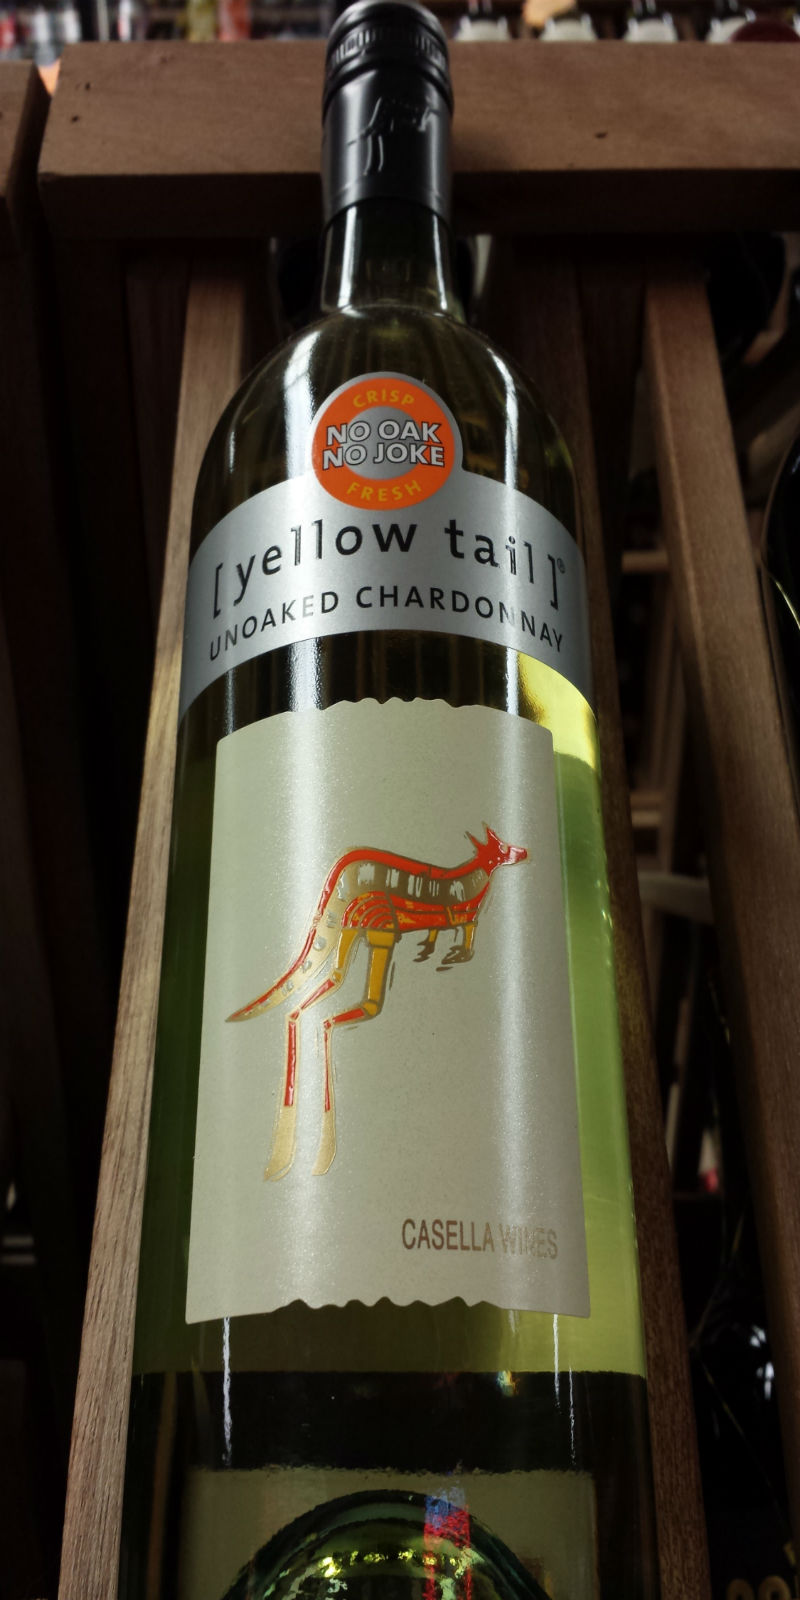 CRISP
NO OAK
NO JOKE
FRESH
[ yellow tail ]®
UNOAKED CHARDONNAY
CASELLA WINES